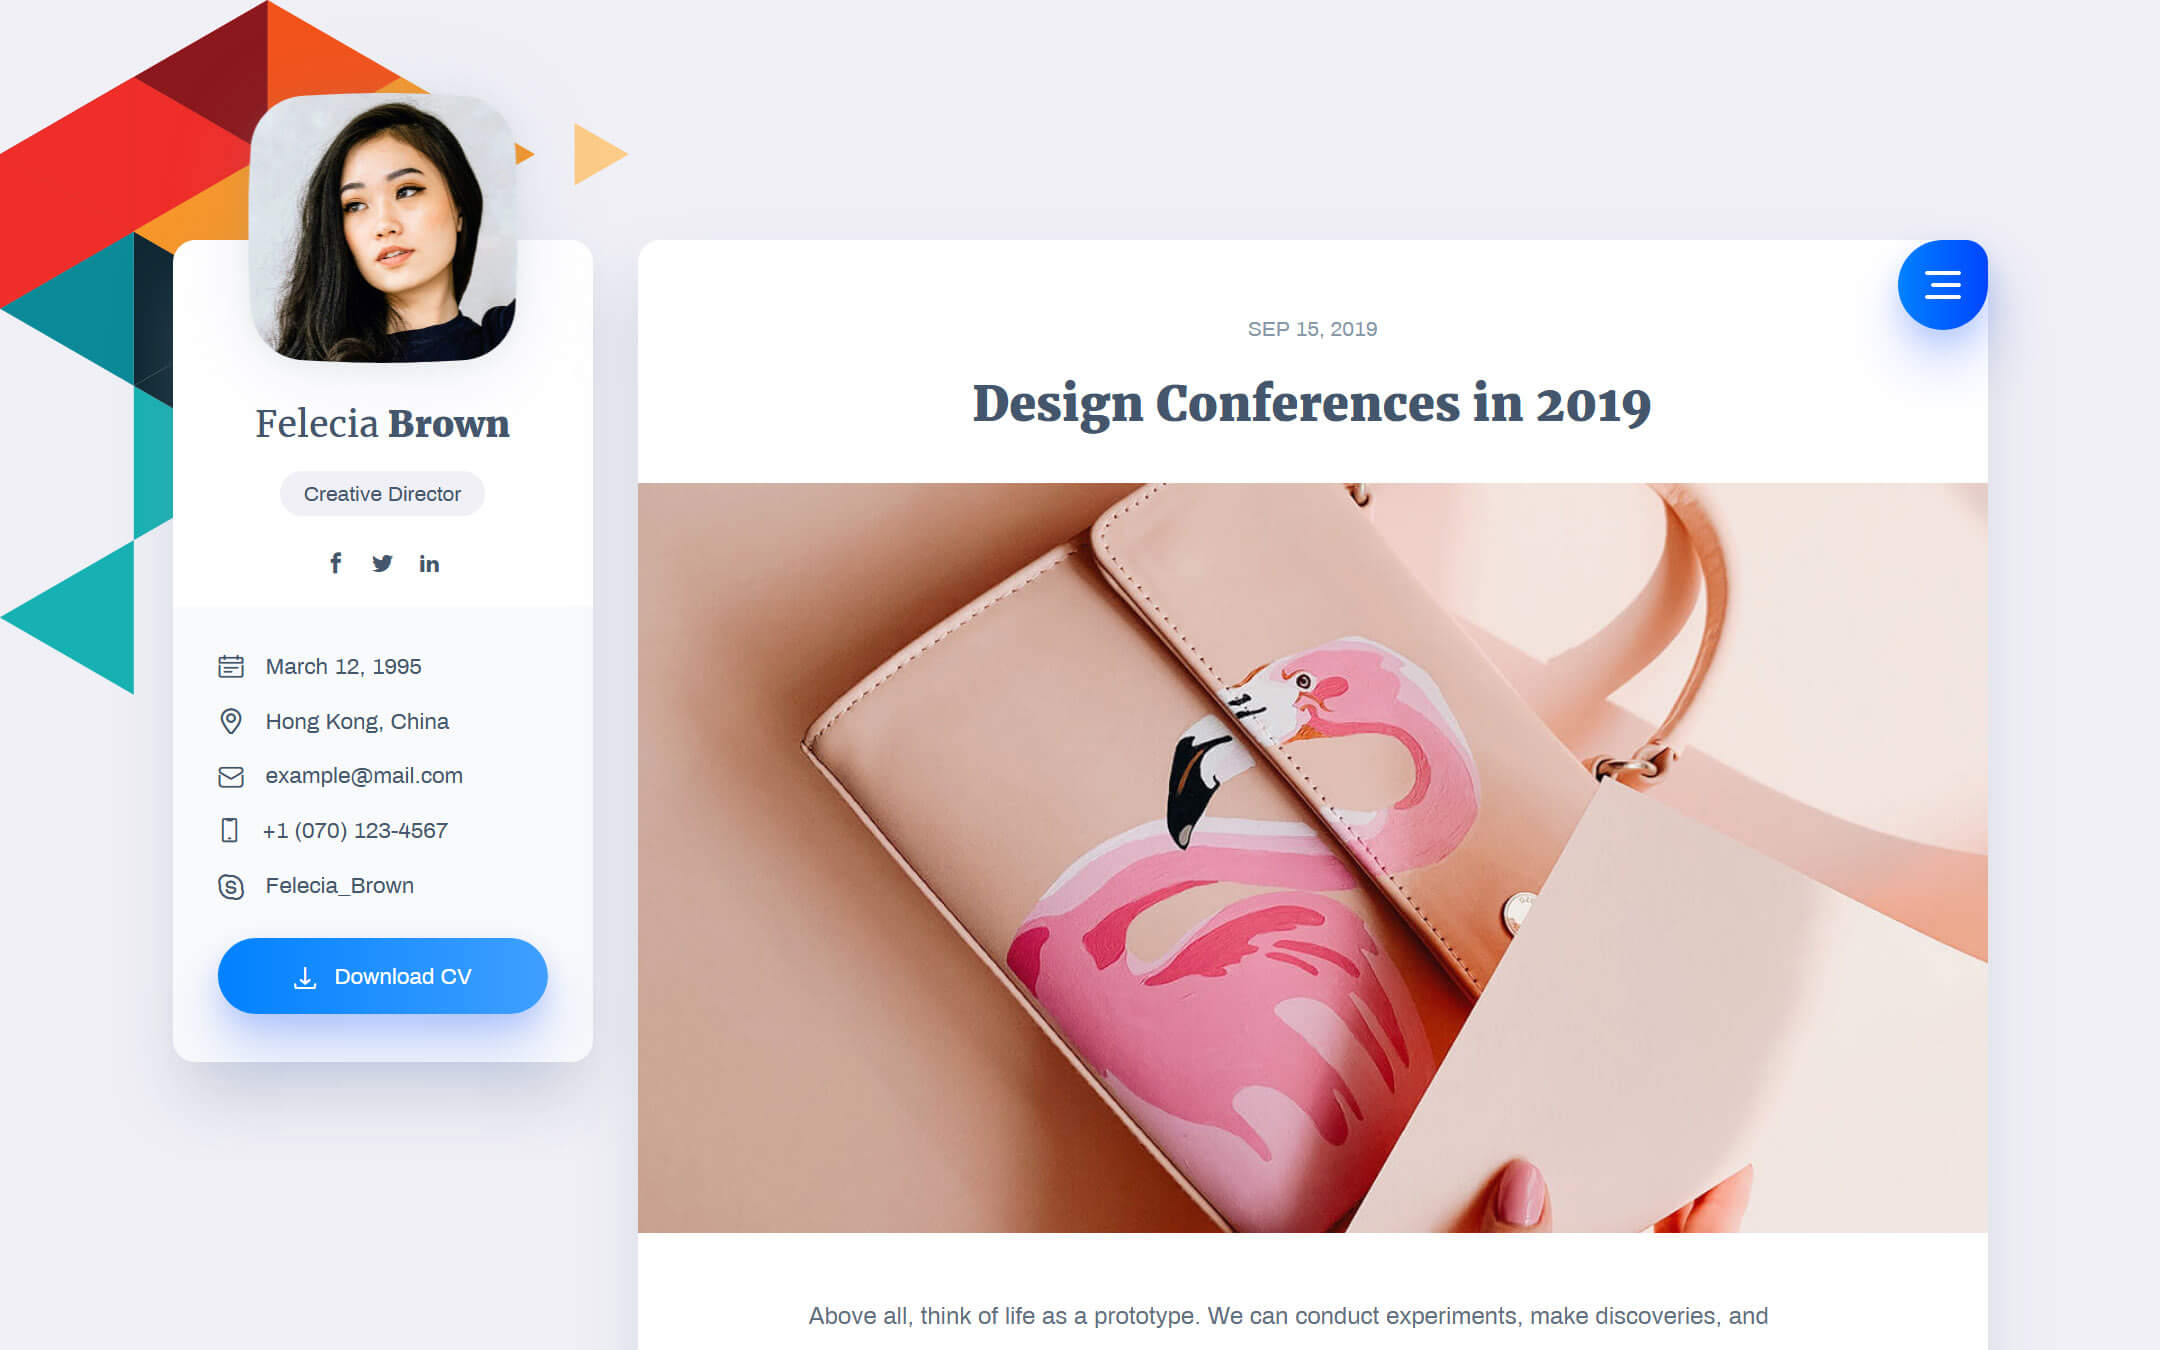 Felecia Brown
Creative Director
March 12, 1995
Hong Kong, China
example@mail.com
+1 (070) 123-4567
Felecia_Brown
Download CV
SEP 15, 2019
Design Conferences in 2019
Above all, think of life as a prototype. We can conduct experiments, make discoveries, and